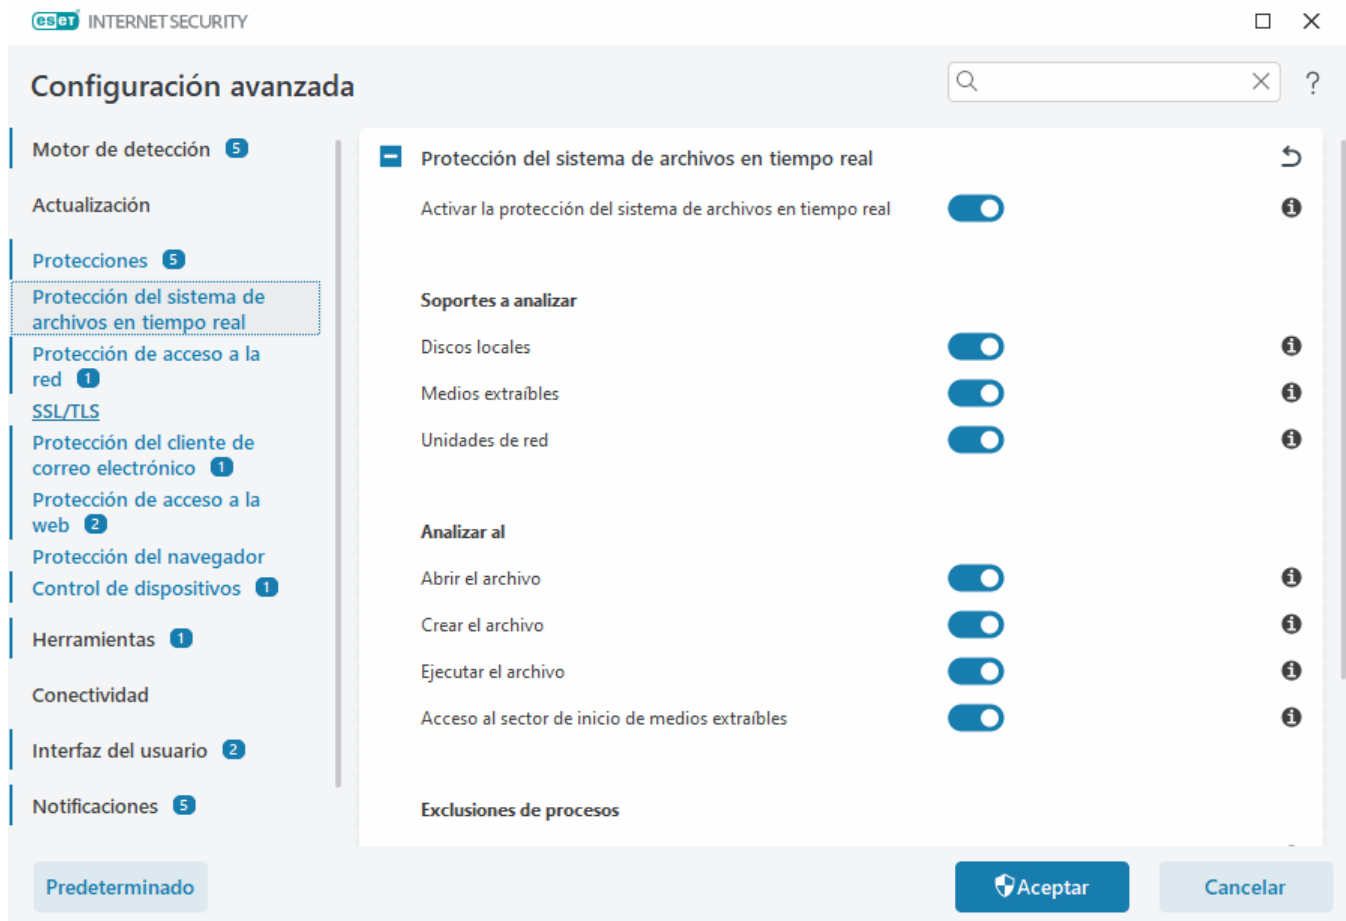 eset INTERNET SECURITY
Configuración avanzada
Motor de detección 5
Actualización
Protecciones 5
Protección del sistema de
archivos en tiempo real
Protección de acceso a la
red 1
SSL/TLS
Protección del cliente de
correo electrónico 1
Protección de acceso a la
web 2
Protección del navegador
Control de dispositivos 1
Herramientas 1
Conectividad
Interfaz del usuario 2
Notificaciones 5
Protección del sistema de archivos en tiempo real
Activar la protección del sistema de archivos en tiempo real
Soportes a analizar
Discos locales
Medios extraíbles
Unidades de red
Analizar al
Abrir el archivo
Crear el archivo
Ejecutar el archivo
Acceso al sector de inicio de medios extraíbles
Exclusiones de procesos
Predeterminado
Aceptar
Cancelar